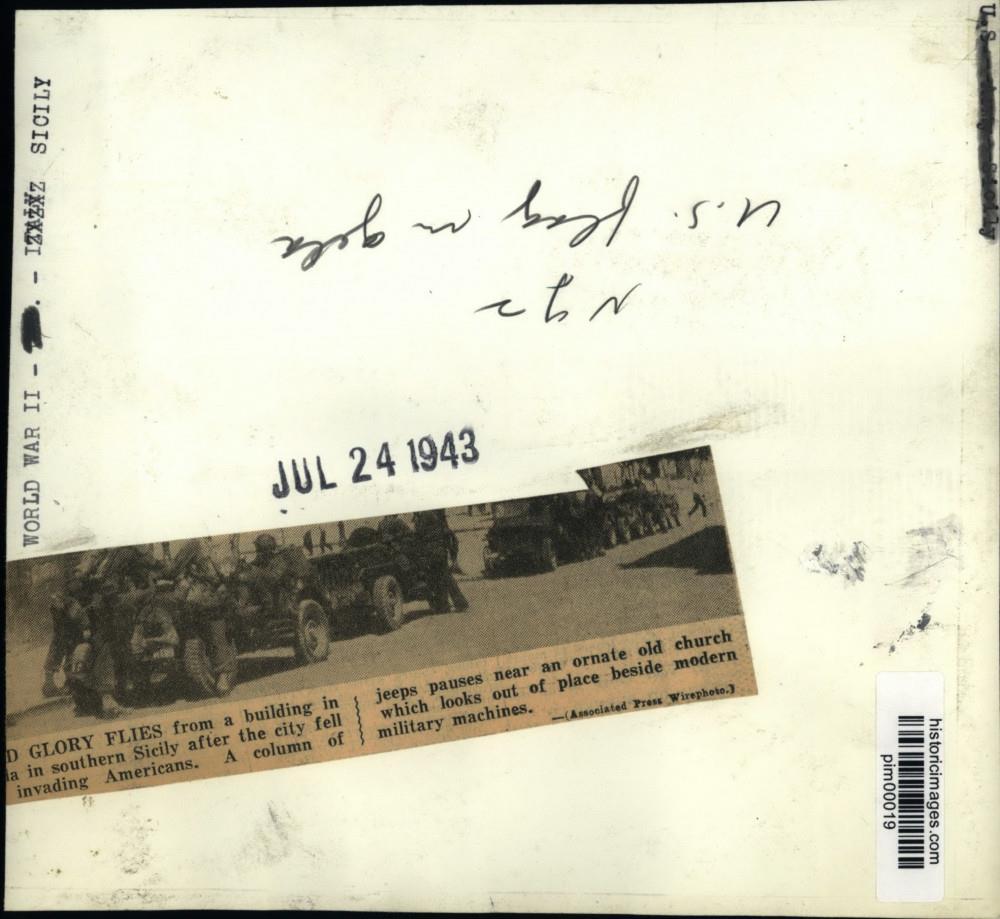 WORLD WAR II - . - ITALY SICILY
U.S
U.S. flag in gela
JUL 24 1943
D GLORY FLIES from a building in
la in southern Sicily after the city fell
invading Americans. A column of
jeeps pauses near an ornate old church
which looks out of place beside modern
military machines. —(Associated Press Wirephoto.)
historicimages.com
pim00019